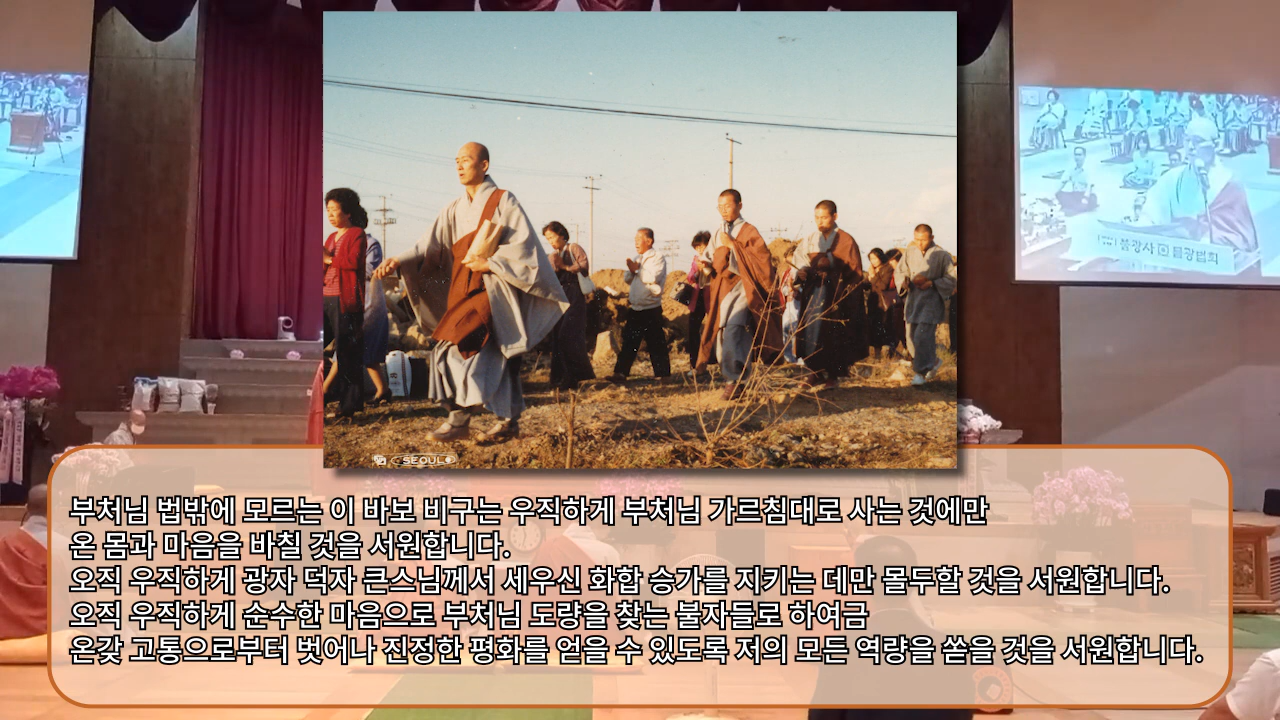 불광사 불광법회
SEOUL
부처님 법밖에 모르는 이 바보 비구는 우직하게 부처님 가르침대로 사는 것에만
온 몸과 마음을 바칠 것을 서원합니다.
오직 우직하게 광자 덕자 큰스님께서 세우신 화합 승가를 지키는 데만 몰두할 것을 서원합니다.
오직 우직하게 순수한 마음으로 부처님 도량을 찾는 불자들로 하여금
온갖 고통으로부터 벗어나 진정한 평화를 얻을 수 있도록 저의 모든 역량을 쏟을 것을 서원합니다.